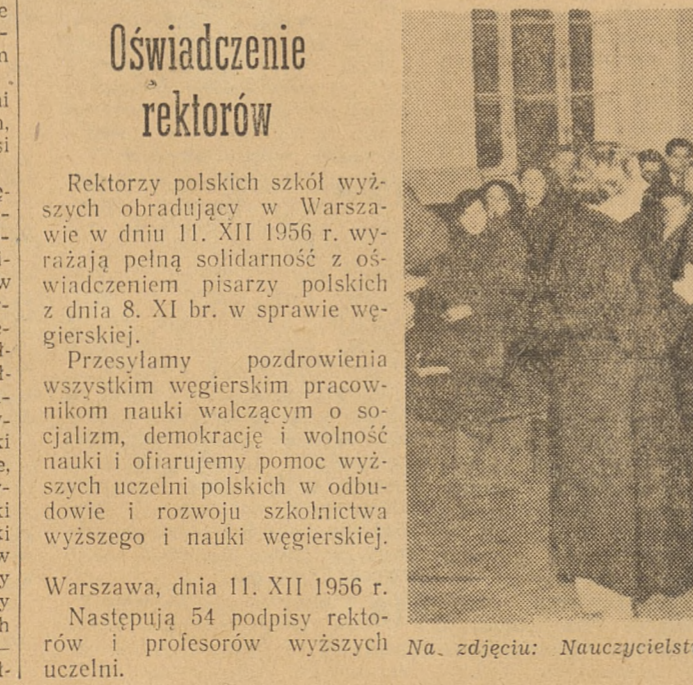 Oświadczenie
rektorów
Rektorzy polskich szkół wyż-
szych obradujący w Warsza-
wie w dniu 11. XII 1956 r. wy-
rażają pełną solidarność z oś-
wiadczeniem pisarzy polskich
z dnia 8. XI br. w sprawie wę-
gierskiej.
Przesyłamy pozdrowienia
wszystkim węgierskim pracow-
nikom nauki walczącym o so-
cjalizm, demokrację i wolność
nauki i ofiarujemy pomoc wyż-
szych uczelni polskich w odbu-
dowie i rozwoju szkolnictwa
wyższego i nauki węgierskiej.
Warszawa, dnia 11. XII 1956 r.
Następują 54 podpisy rekto-
rów i profesorów wyższych
uczelni.
Na zdjęciu: Nauczycielst